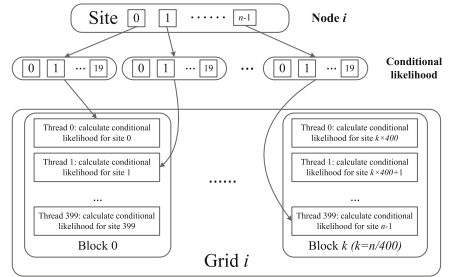 Site 0 1 ...... n-1 Node i
0 1 ... 19 0 1 ... 19 ... 0 1 ... 19
Conditional
likelihood
Thread 0: calculate conditional
likelihood for site 0
Thread 1: calculate conditional
likelihood for site 1
...
Thread 399: calculate conditional
likelihood for site 399
Block 0
......
Thread 0: calculate conditional
likelihood for site k×400
Thread 1: calculate conditional
likelihood for site k×400+1
...
Thread 399: calculate conditional
likelihood for site n-1
Block k (k=n/400)
Grid i